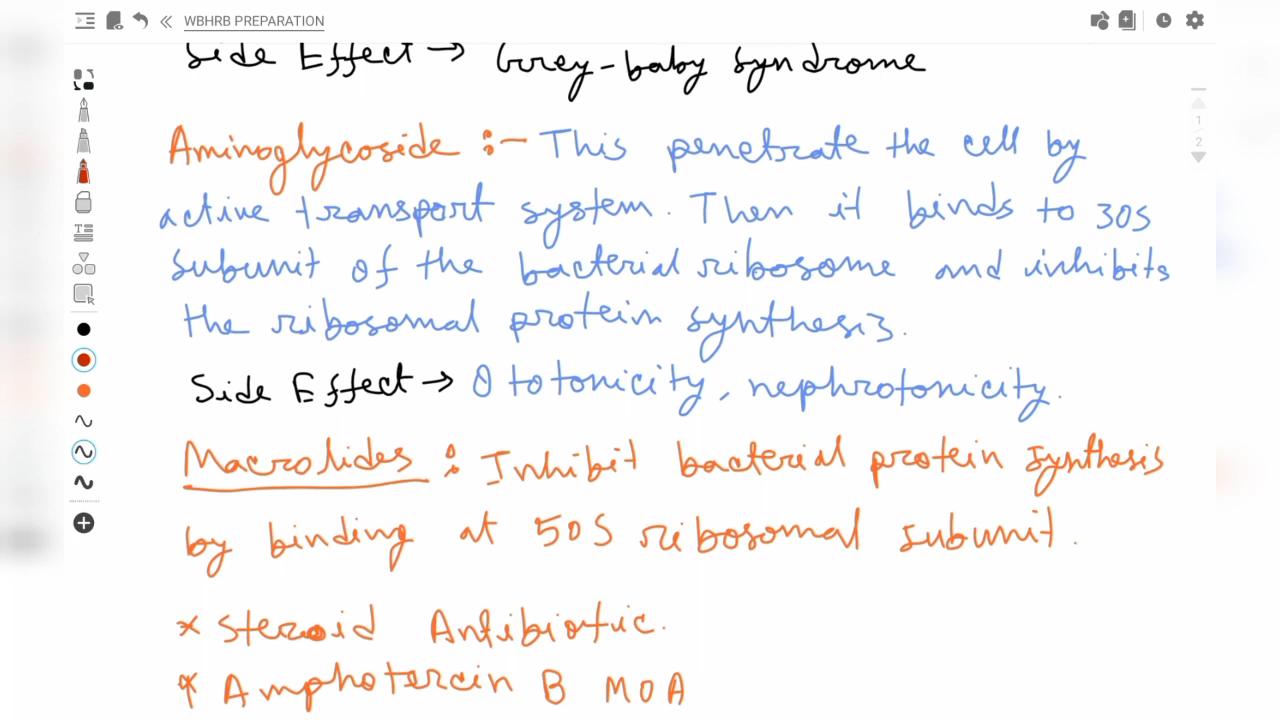 WBHRB PREPARATION
Side Effect → Grey-baby syndrome
Aminoglycoside :- This penetrate the cell by
active transport system. Then it binds to 30S
subunit of the bacterial ribosome and inhibits
the ribosomal protein synthesis.
Side Effect → Ototonicity, nephrotonicity.
Macrolides : Inhibit bacterial protein synthesis
by binding at 50S ribosomal subunit.
* Steroid Antibiotic.
* Amphotercin B MOA
1
2